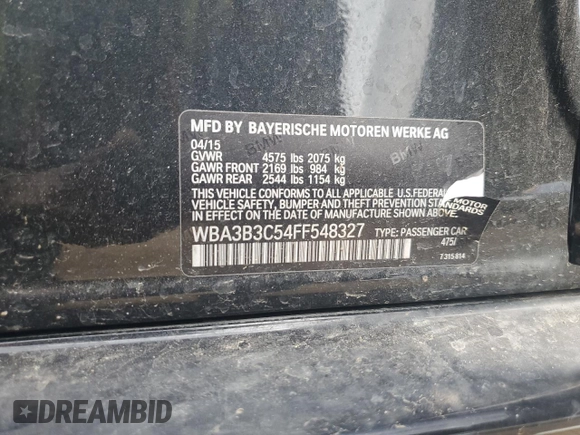 MFD BY BAYERISCHE MOTOREN WERKE AG
04/15
GVWR 4575 lbs 2075 kg
GAWR FRONT 2169 lbs 984 kg
GAWR REAR 2544 lbs 1154 kg
THIS VEHICLE CONFORMS TO ALL APPLICABLE U.S. FEDERAL MOTOR
VEHICLE SAFETY, BUMPER, AND THEFT PREVENTION STANDARDS
IN EFFECT ON THE DATE OF MANUFACTURE SHOWN ABOVE.
WBA3B3C54FF548327 TYPE: PASSENGER CAR
475/
7 315 814
DREAMBID